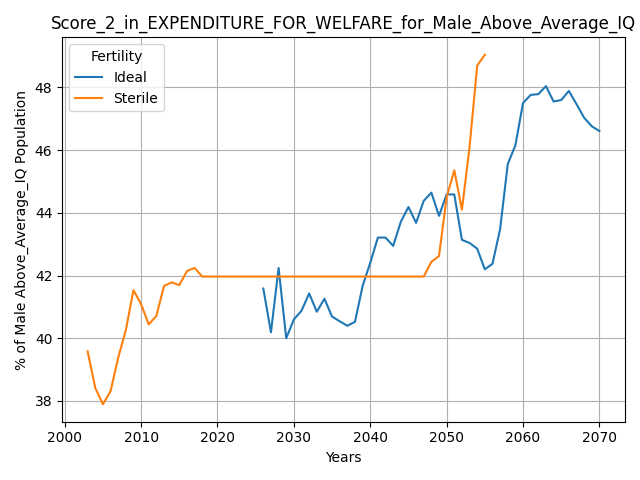 Score_2_in_EXPENDITURE_FOR_WELFARE_for_Male_Above_Average_IQ
Fertility
Ideal
Sterile
% of Male Above_Average_IQ Population
48
46
44
42
40
38
2000 2010 2020 2030 2040 2050 2060 2070
Years